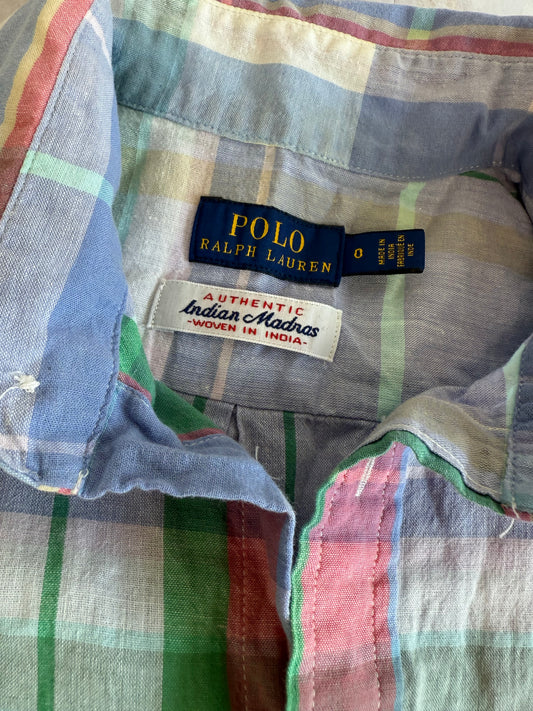 POLO
RALPH LAUREN
0
MADE IN
INDIA
FABRIQUÉ EN
INDE
AUTHENTIC
Indian Madras
-WOVEN IN INDIA-